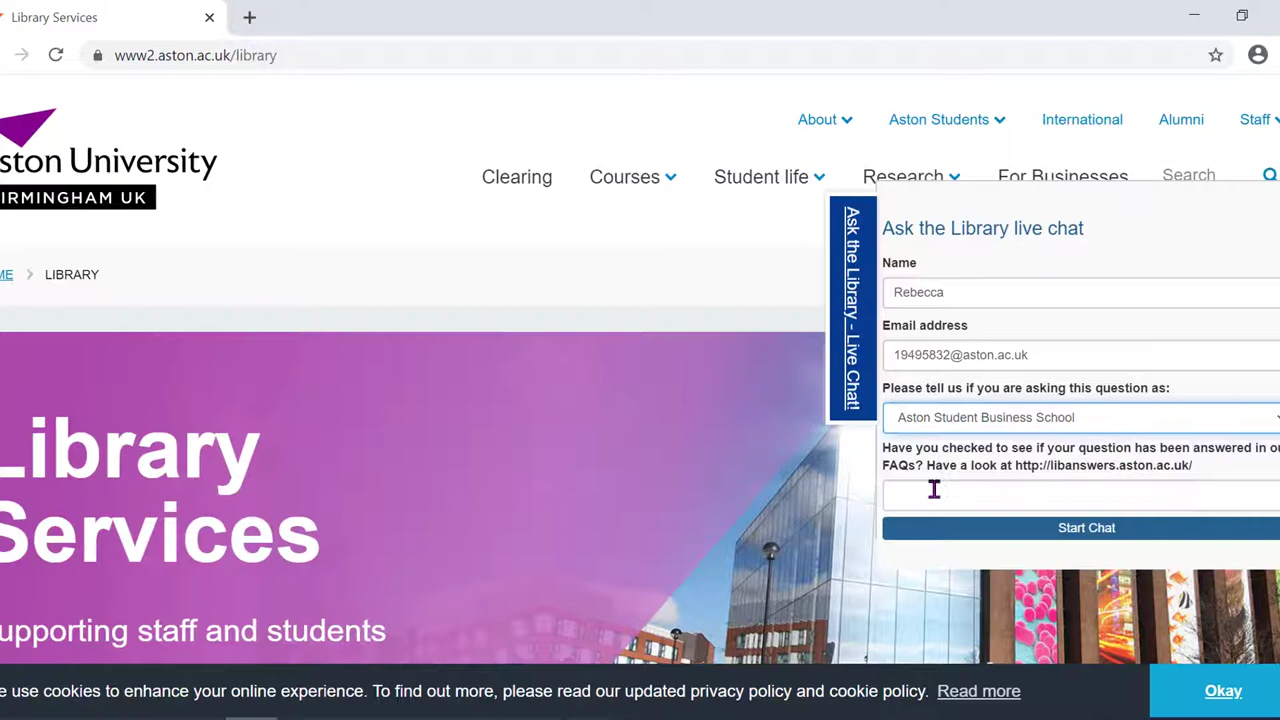 Library Services
www2.aston.ac.uk/library
About
Aston Students
International
Alumni
Staff
ston University
IRMINGHAM UK
Clearing
Courses
Student life
Research
For Businesses
Search
ME
LIBRARY
Ask the Library - Live Chat!
Ask the Library live chat
Name
Rebecca
Email address
19495832@aston.ac.uk
Please tell us if you are asking this question as:
Aston Student Business School
Have you checked to see if your question has been answered in ou
FAQs? Have a look at http://libanswers.aston.ac.uk/
Start Chat
Library
Services
upporting staff and students
e use cookies to enhance your online experience. To find out more, please read our updated privacy policy and cookie policy. Read more
Okay